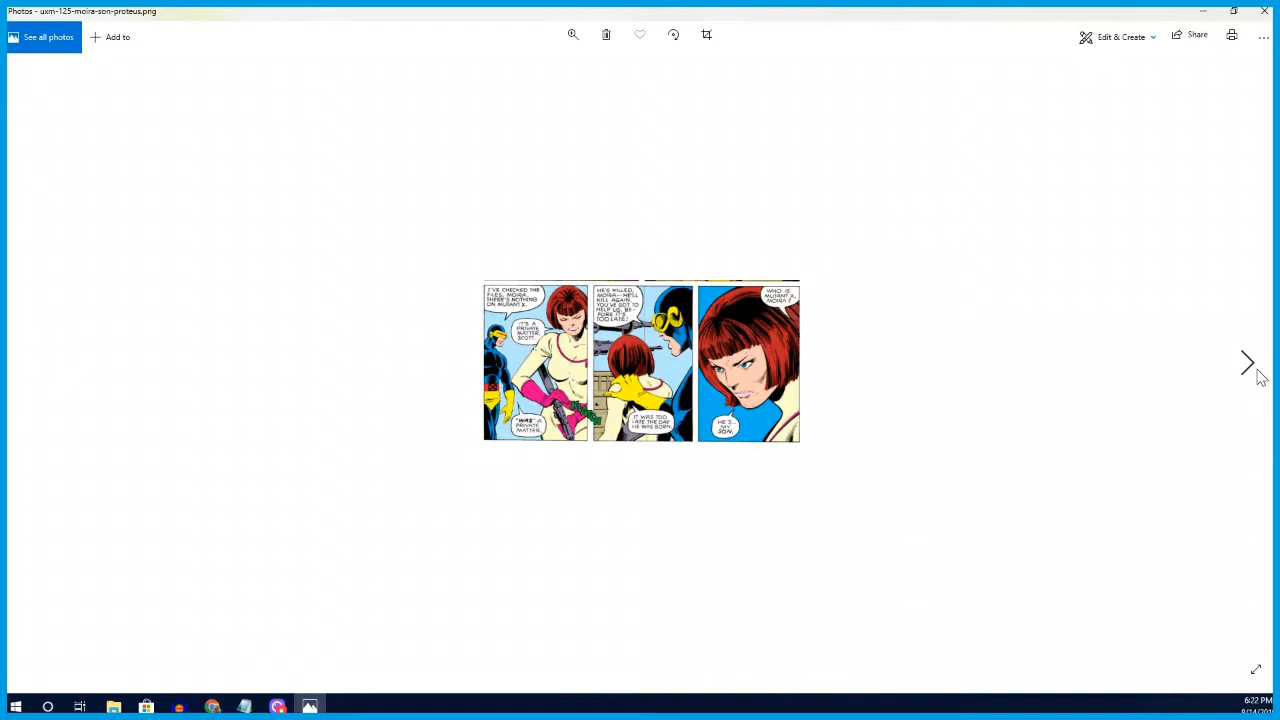 Photos - uxm-125-moira-son-proteus.png
See all photos
Add to
Edit & Create
Share
I'VE CHECKED THE
FILES, MOIRA,
THERE'S NOTHING
ON MUTANT X.
IT'S A
PRIVATE
MATTER,
SCOTT.
"WAS" A
PRIVATE
MATTER.
HE'S KILLED,
MOIRA--HE'LL
KILL AGAIN.
YOU'VE GOT TO
HELP US, BE-
FORE IT'S
TOO LATE!
IT WAS TOO
LATE THE DAY
HE WAS BORN.
WHO IS
MUTANT X,
MOIRA?
HE'S...
MY
SON.
6:22 PM